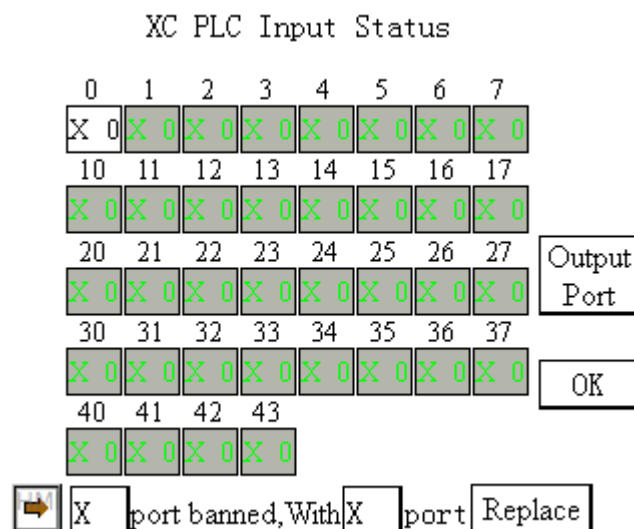 XC PLC Input Status
0 1 2 3 4 5 6 7
X 0 X 0 X 0 X 0 X 0 X 0 X 0 X 0
10 11 12 13 14 15 16 17
X 0 X 0 X 0 X 0 X 0 X 0 X 0 X 0
20 21 22 23 24 25 26 27
X 0 X 0 X 0 X 0 X 0 X 0 X 0 X 0
Output
Port
30 31 32 33 34 35 36 37
X 0 X 0 X 0 X 0 X 0 X 0 X 0 X 0
OK
40 41 42 43
X 0 X 0 X 0 X 0
HM X port banned,With X port Replace